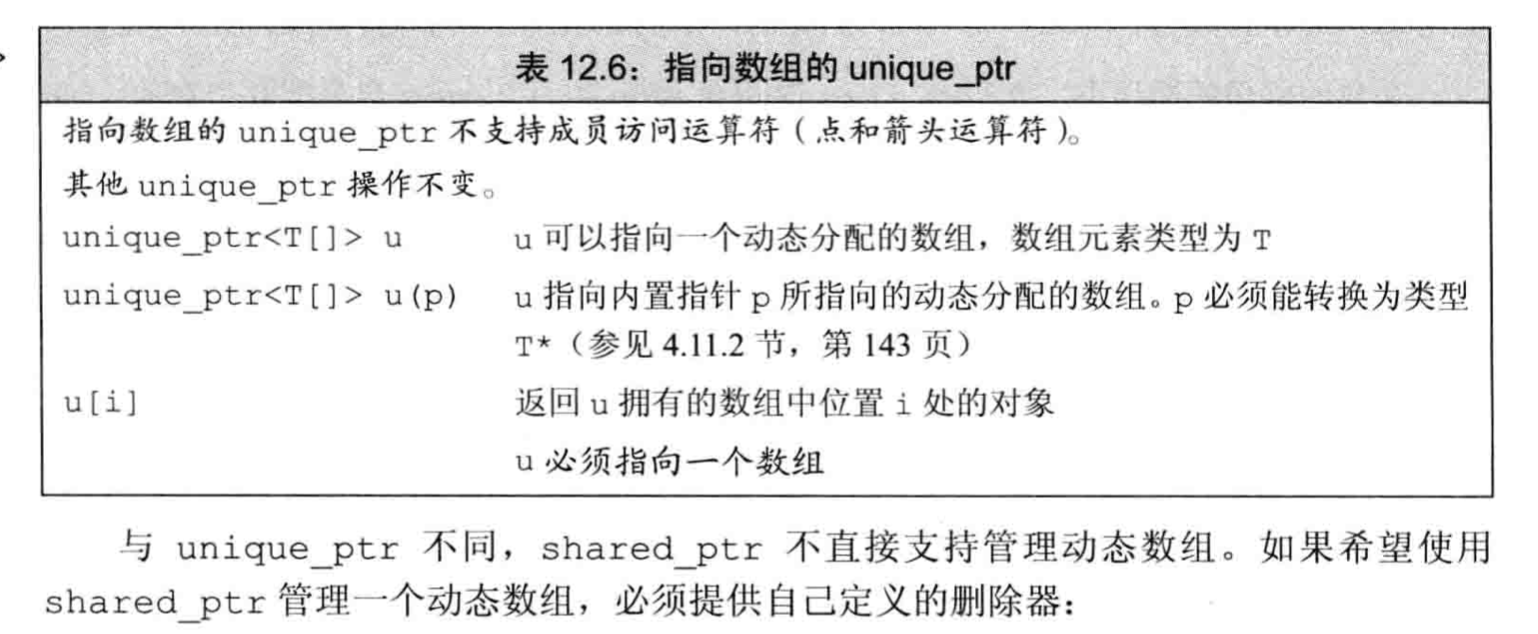 表 12.6：指向数组的 unique_ptr
指向数组的 unique_ptr 不支持成员访问运算符（点和箭头运算符）。
其他 unique_ptr 操作不变。
unique_ptr<T[]> u u 可以指向一个动态分配的数组，数组元素类型为 T
unique_ptr<T[]> u(p) u 指向内置指针 p 所指向的动态分配的数组。p 必须能转换为类型
T*（参见 4.11.2 节，第 143 页）
u[i] 返回 u 拥有的数组中位置 i 处的对象
u 必须指向一个数组
与 unique_ptr 不同，shared_ptr 不直接支持管理动态数组。如果希望使用
shared_ptr 管理一个动态数组，必须提供自己定义的删除器：